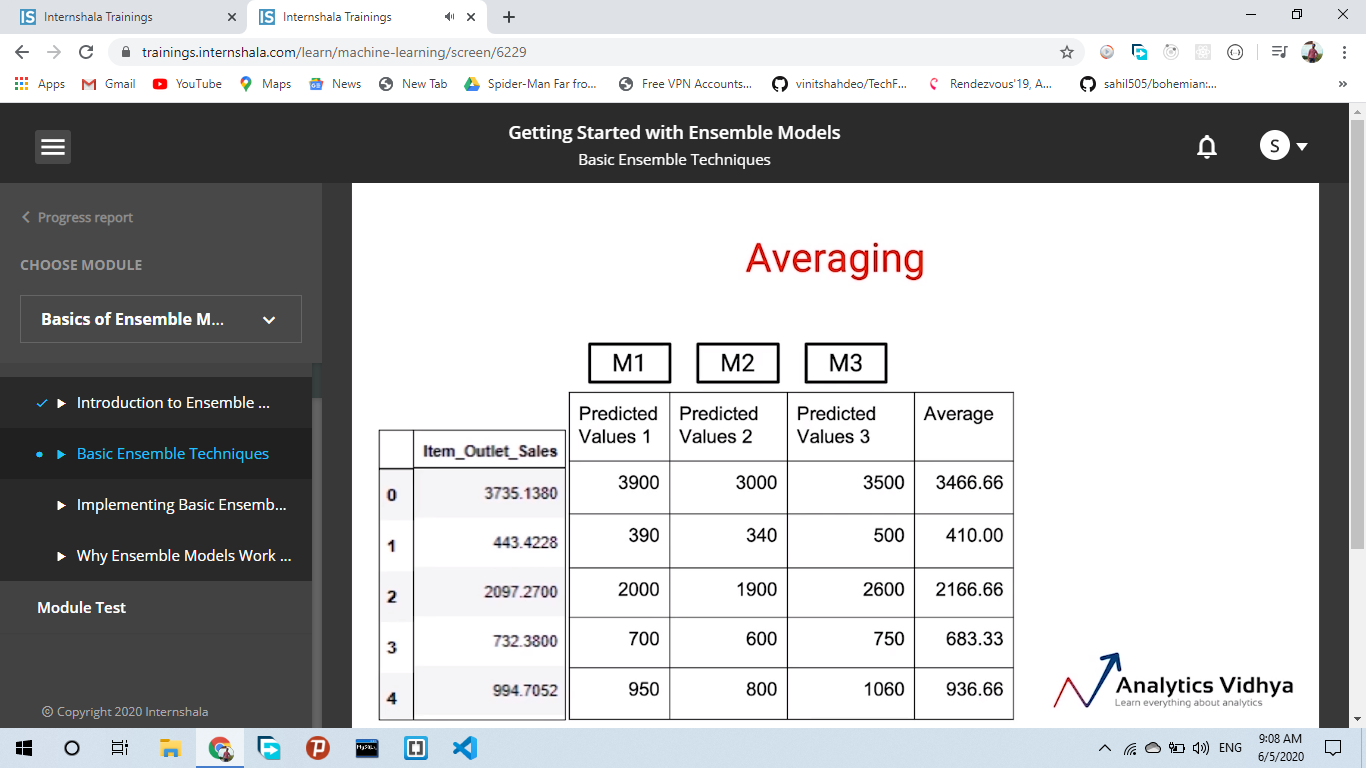 Internshala Trainings
Internshala Trainings
trainings.internshala.com/learn/machine-learning/screen/6229
Apps Gmail YouTube Maps News New Tab Spider-Man Far fro... Free VPN Accounts... vinitshahdeo/TechF... Rendezvous'19, A... sahil505/bohemian:... »
Getting Started with Ensemble Models
Basic Ensemble Techniques
S
Progress report
CHOOSE MODULE
Basics of Ensemble M...
Introduction to Ensemble ...
Basic Ensemble Techniques
Implementing Basic Ensemb...
Why Ensemble Models Work ...
Module Test
© Copyright 2020 Internshala
Averaging
M1 M2 M3
Item_Outlet_Sales Predicted Values 1 Predicted Values 2 Predicted Values 3 Average
0 3735.1380 3900 3000 3500 3466.66
1 443.4228 390 340 500 410.00
2 2097.2700 2000 1900 2600 2166.66
3 732.3800 700 600 750 683.33
4 994.7052 950 800 1060 936.66
Analytics Vidhya
Learn everything about analytics
MySQL
ENG
9:08 AM
6/5/2020